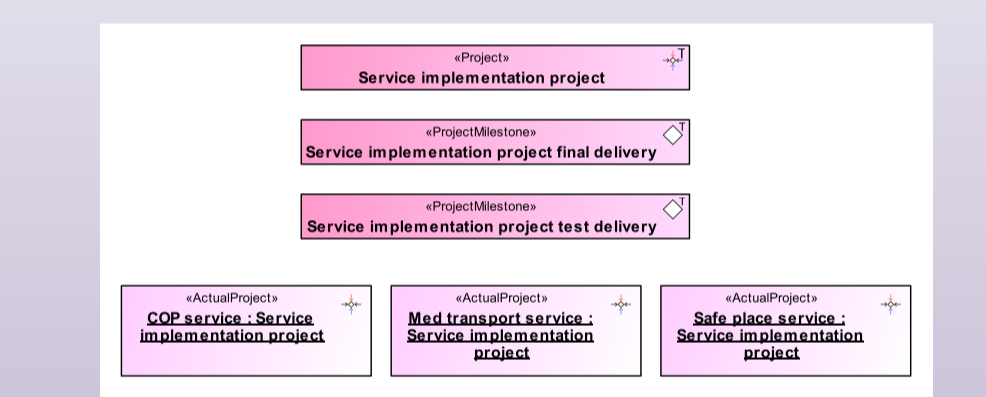 «Project»
T
Service implementation project
«ProjectMilestone»
T
Service implementation project final delivery
«ProjectMilestone»
T
Service implementation project test delivery
«ActualProject»
COP service : Service
implementation project
«ActualProject»
Med transport service :
Service implementation
project
«ActualProject»
Safe place service :
Service implementation
project